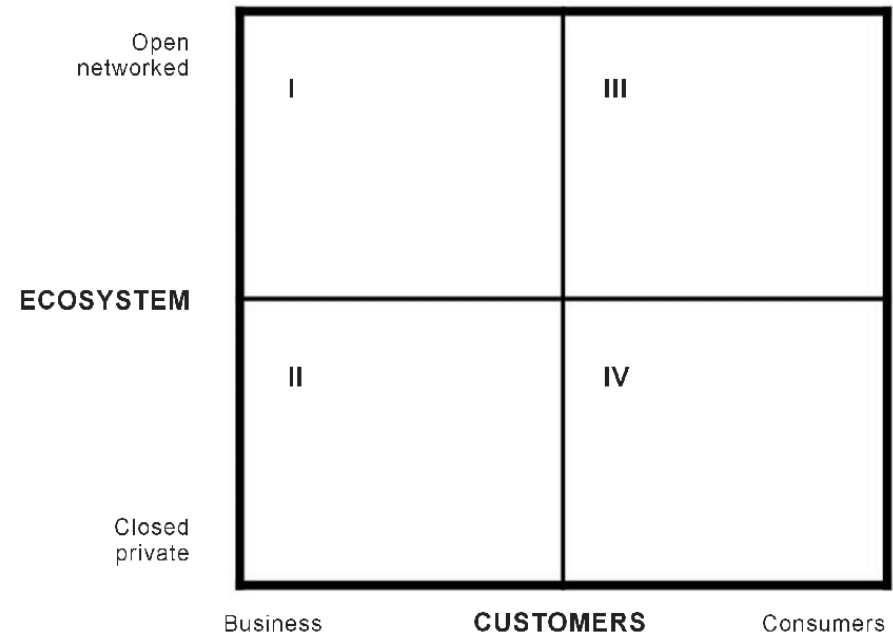 Open
networked
I
III
ECOSYSTEM
II
IV
Closed
private
Business
CUSTOMERS
Consumers